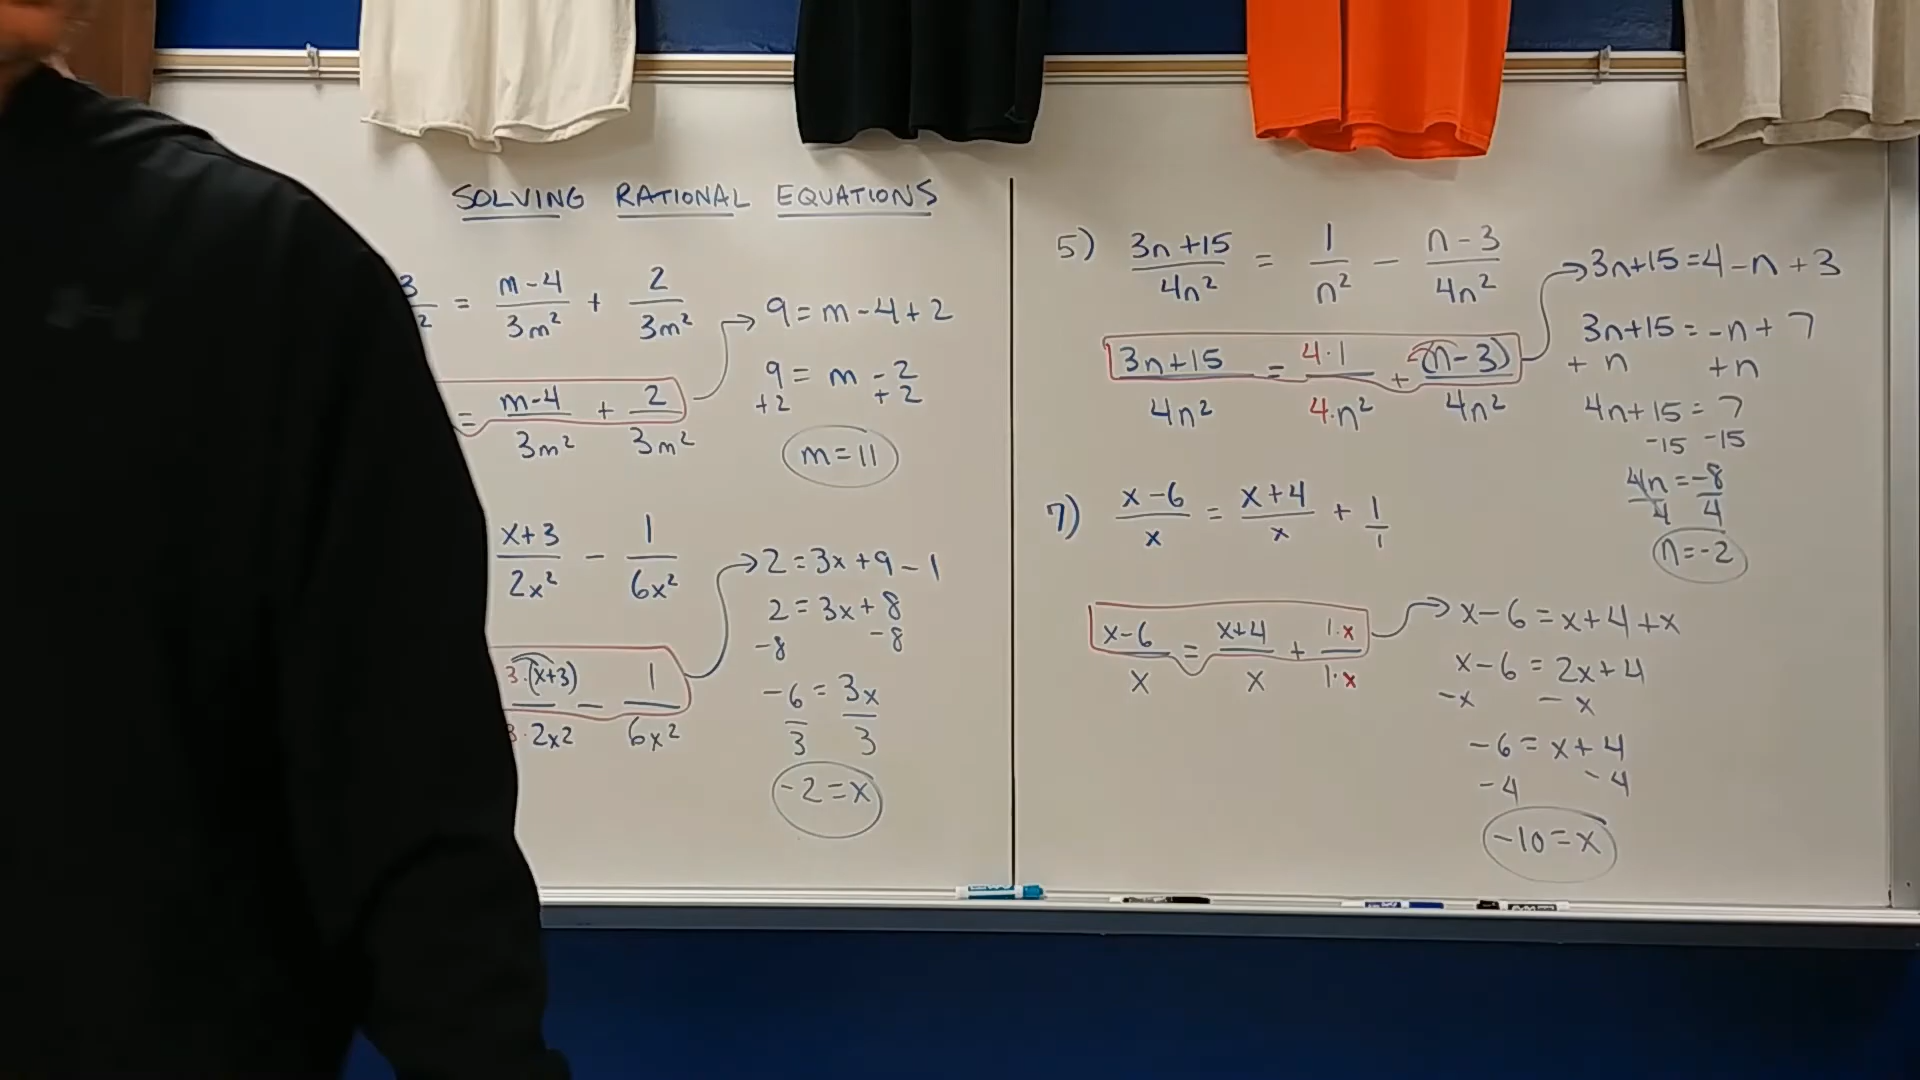 SOLVING RATIONAL EQUATIONS
3/2 = (m-4)/(3m²) + 2/(3m²)
= (m-4)/(3m²) + 2/(3m²)
9 = m-4+2
9 = m-2
+2 +2
m=11
(x+3)/(2x²) - 1/(6x²)
3·(x+3)/(3·2x²) - 1/(6x²)
2=3x+9-1
2=3x+8
-8 -8
-6/3 = 3x/3
-2=x
5) (3n+15)/(4n²) = 1/n² - (n-3)/(4n²)
(3n+15)/(4n²) = (4·1)/(4·n²) + -(n-3)/(4n²)
3n+15=4-n+3
3n+15=-n+7
+n +n
4n+15=7
-15 -15
4n/4 = -8/4
n=-2
7) (x-6)/x = (x+4)/x + 1/1
(x-6)/x = (x+4)/x + (1·x)/(1·x)
x-6=x+4+x
x-6=2x+4
-x -x
-6=x+4
-4 -4
-10=x